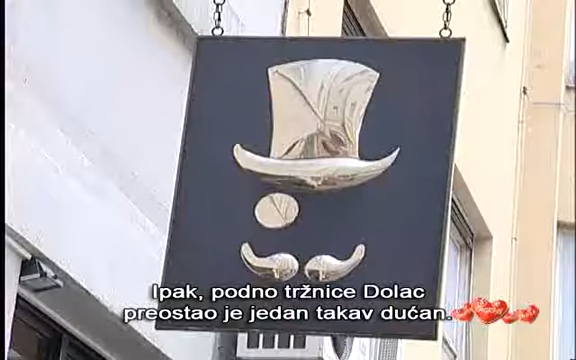 Ipak, podno tržnice Dolac
preostao je jedan takav dućan.